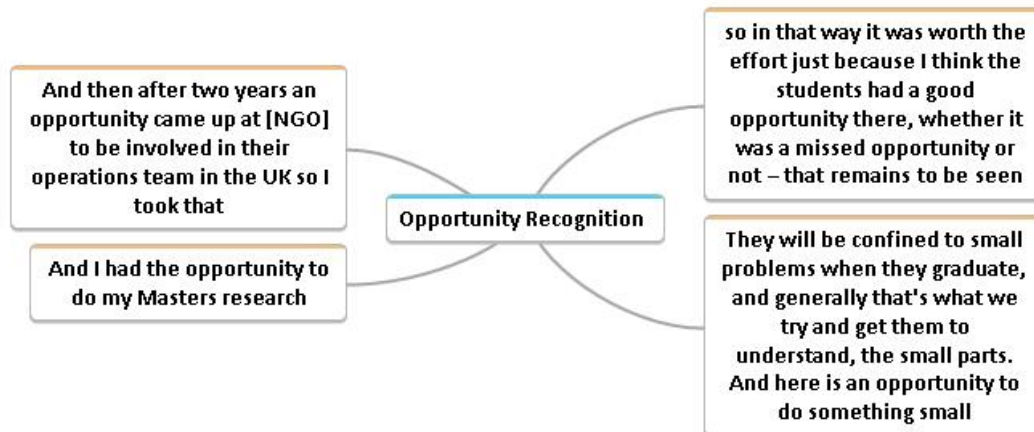 And then after two years an
opportunity came up at [NGO]
to be involved in their
operations team in the UK so I
took that
And I had the opportunity to
do my Masters research
Opportunity Recognition
so in that way it was worth the
effort just because I think the
students had a good
opportunity there, whether it
was a missed opportunity or
not – that remains to be seen
They will be confined to small
problems when they graduate,
and generally that's what we
try and get them to
understand, the small parts.
And here is an opportunity to
do something small